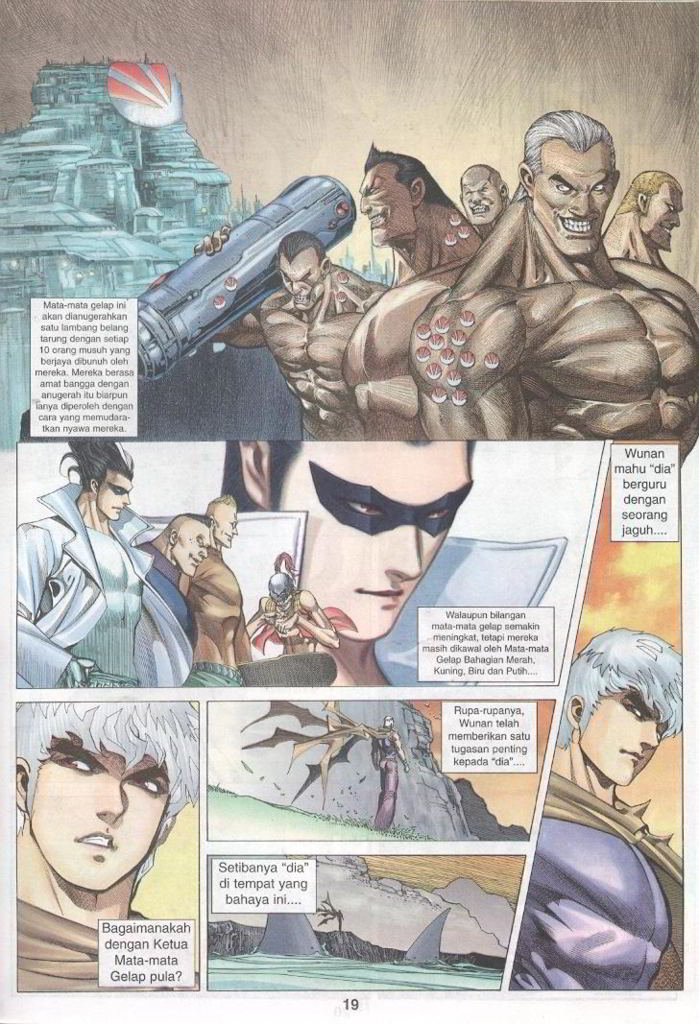 Mata-mata gelap ini
akan dianugerahkan
satu lambang belang
tarung dengan setiap
10 orang musuh yang
berjaya dibunuh oleh
mereka. Mereka berasa
amat bangga dengan
anugerah itu biarpun
ianya diperoleh dengan
cara yang memudarat-
kan nyawa mereka.
Walaupun bilangan
mata-mata gelap semakin
meningkat, tetapi mereka
masih dikawal oleh Mata-mata
Gelap Bahagian Merah,
Kuning, Biru dan Putih....
Wunan
mahu “dia”
berguru
dengan
seorang
jaguh....
Bagaimanakah
dengan Ketua
Mata-mata
Gelap pula?
Rupa-rupanya,
Wunan telah
memberikan satu
tugasan penting
kepada “dia”....
Setibanya “dia”
di tempat yang
bahaya ini....
19